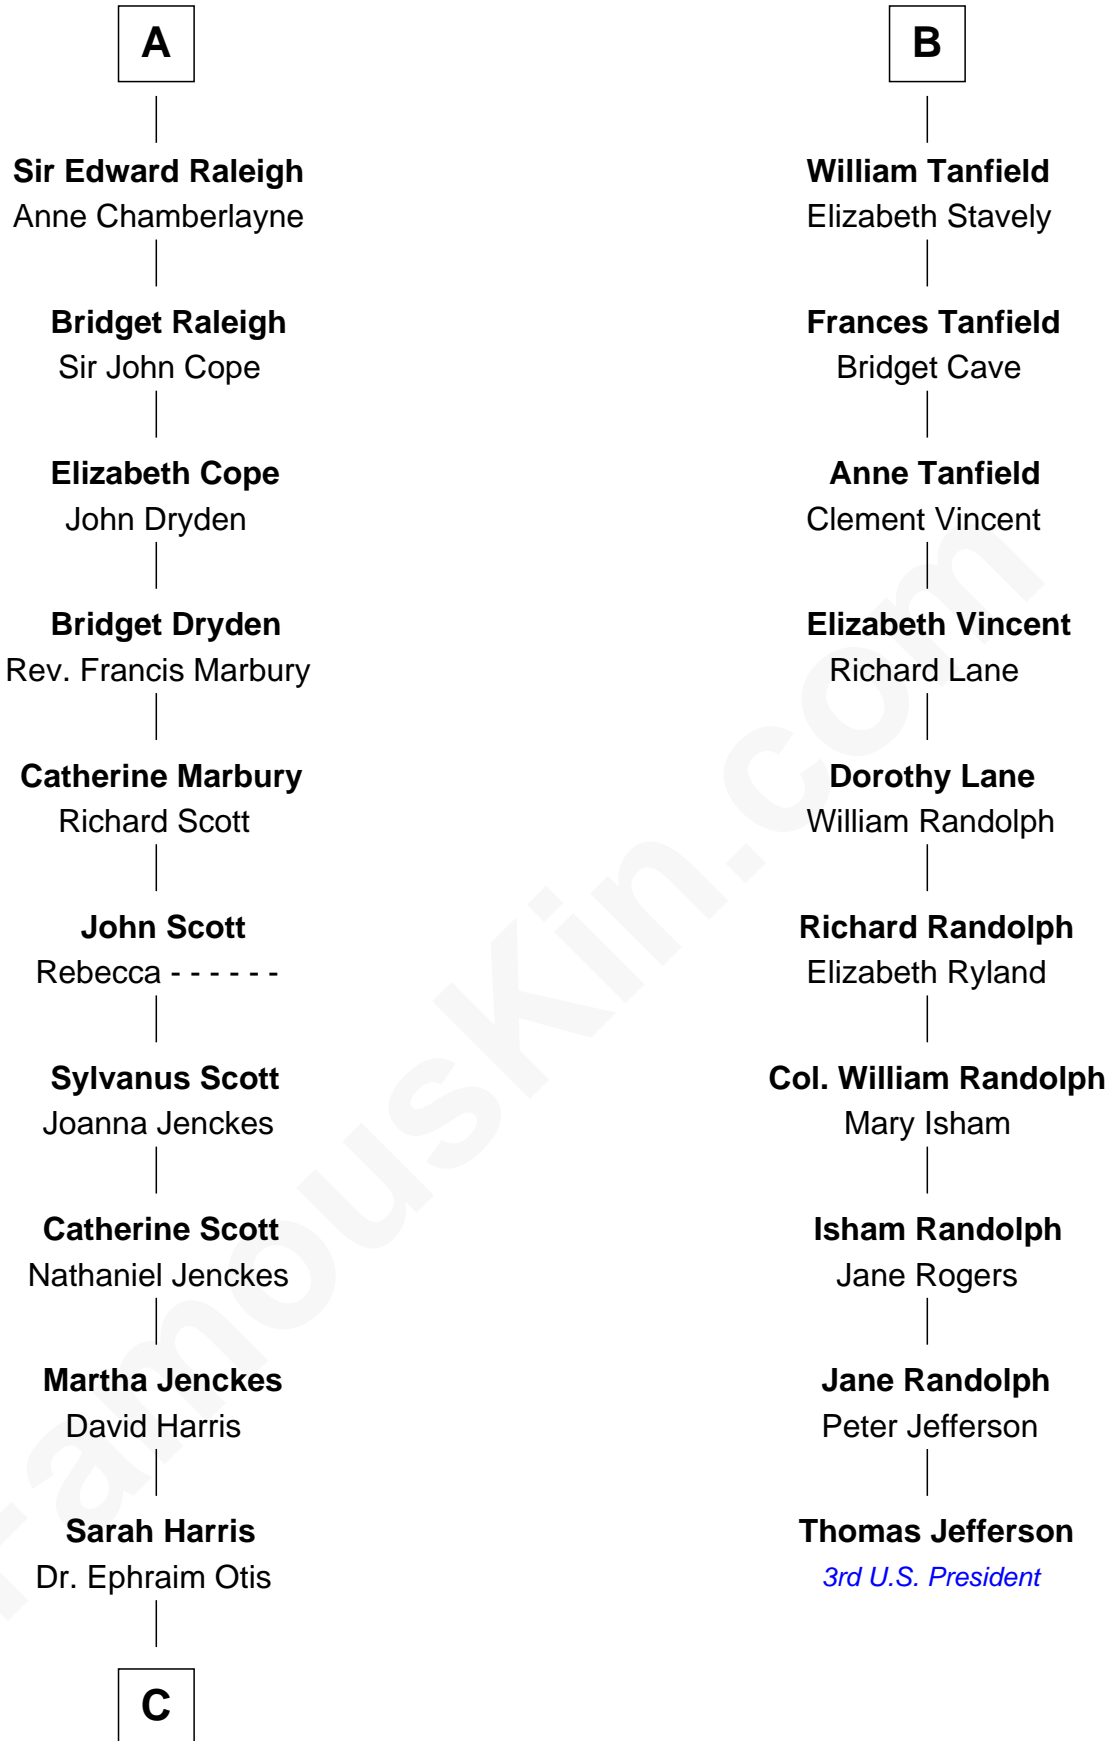 A
Sir Edward Raleigh
Anne Chamberlayne
Bridget Raleigh
Sir John Cope
Elizabeth Cope
John Dryden
Bridget Dryden
Rev. Francis Marbury
Catherine Marbury
Richard Scott
John Scott
Rebecca - - - - - -
Sylvanus Scott
Joanna Jenckes
Catherine Scott
Nathaniel Jenckes
Martha Jenckes
David Harris
Sarah Harris
Dr. Ephraim Otis
C
B
William Tanfield
Elizabeth Stavely
Frances Tanfield
Bridget Cave
Anne Tanfield
Clement Vincent
Elizabeth Vincent
Richard Lane
Dorothy Lane
William Randolph
Richard Randolph
Elizabeth Ryland
Col. William Randolph
Mary Isham
Isham Randolph
Jane Rogers
Jane Randolph
Peter Jefferson
Thomas Jefferson
3rd U.S. President
FamousKin.com